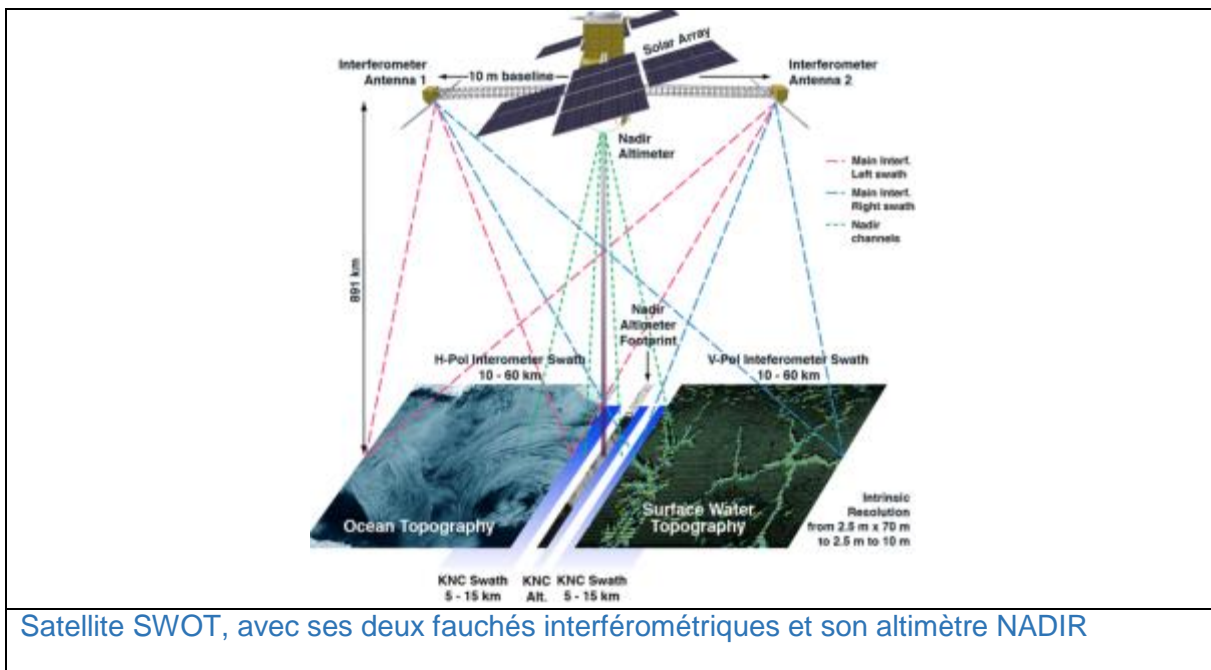 Solar Array
Interferometer
Antenna 1
10 m baseline
Interferometer
Antenna 2
Nadir
Altimeter
Main Interf.
Left swath
Main Interf.
Right swath
Nadir
channels
891 km
Nadir
Altimeter
Footprint
H-Pol Interometer Swath
10 - 60 km
V-Pol Inteferometer Swath
10 - 60 km
Ocean Topography
Surface Water
Topography
Intrinsic
Resolution
from 2.5 m x 70 m
to 2.5 m to 10 m
KNC Swath
5 - 15 km
KNC
Alt.
KNC Swath
5 - 15 km
Satellite SWOT, avec ses deux fauchés interférométriques et son altimètre NADIR